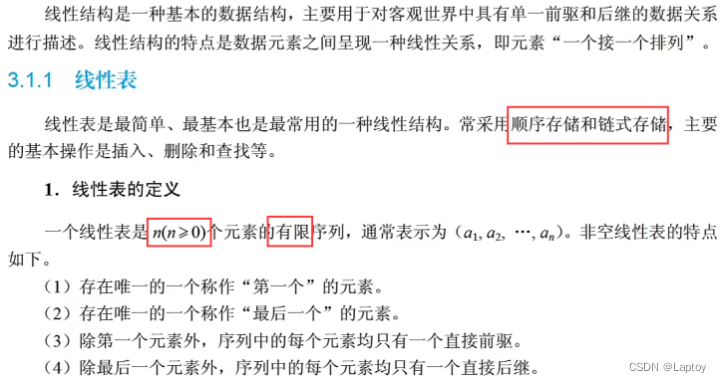 线性结构是一种基本的数据结构，主要用于对客观世界中具有单一前驱和后继的数据关系
进行描述。线性结构的特点是数据元素之间呈现一种线性关系，即元素“一个接一个排列”。
3.1.1 线性表
线性表是最简单、最基本也是最常用的一种线性结构。常采用顺序存储和链式存储，主要
的基本操作是插入、删除和查找等。
1．线性表的定义
一个线性表是 n(n≥0)个元素的有限序列，通常表示为（a₁, a₂, …, aₙ）。非空线性表的特点
如下。
（1）存在唯一的一个称作“第一个”的元素。
（2）存在唯一的一个称作“最后一个”的元素。
（3）除第一个元素外，序列中的每个元素均只有一个直接前驱。
（4）除最后一个元素外，序列中的每个元素均只有一个直接后继。
CSDN @Laptoy